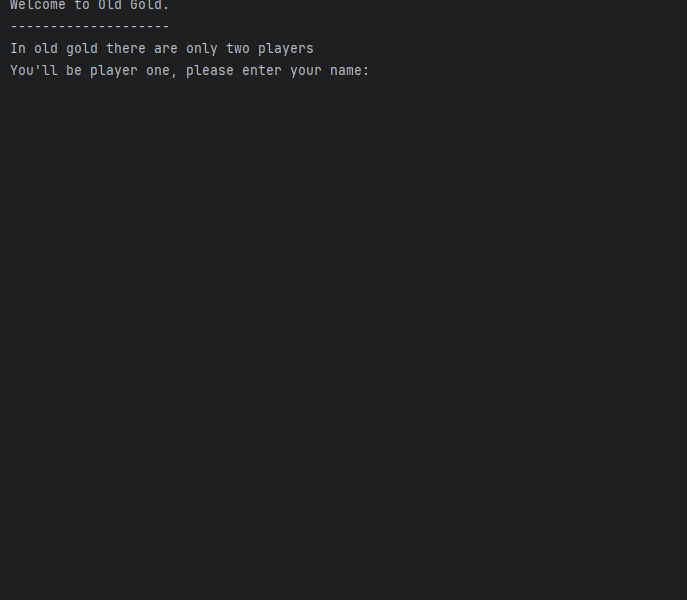 Welcome to Old Gold.
--------------------
In old gold there are only two players
You'll be player one, please enter your name: